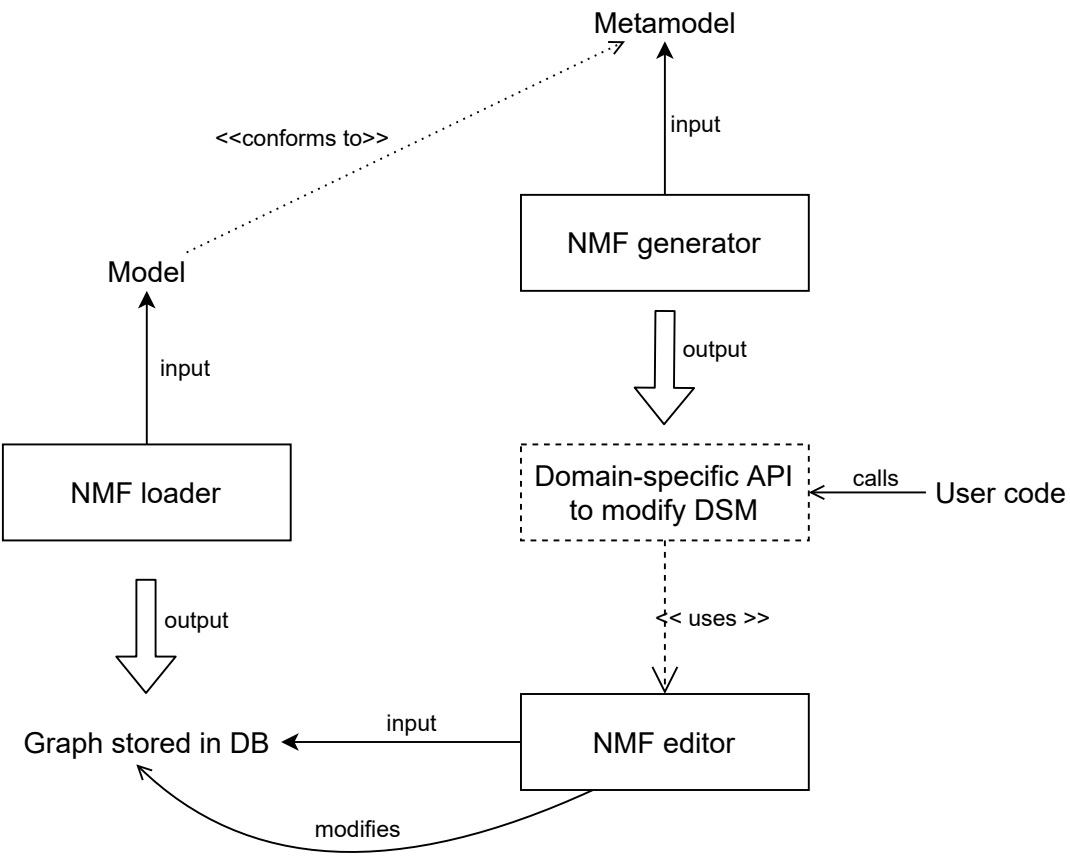 Metamodel
<<conforms to>>
input
NMF generator
Model
output
input
Domain-specific API
to modify DSM
calls
User code
NMF loader
output
<< uses >>
input
Graph stored in DB
NMF editor
modifies